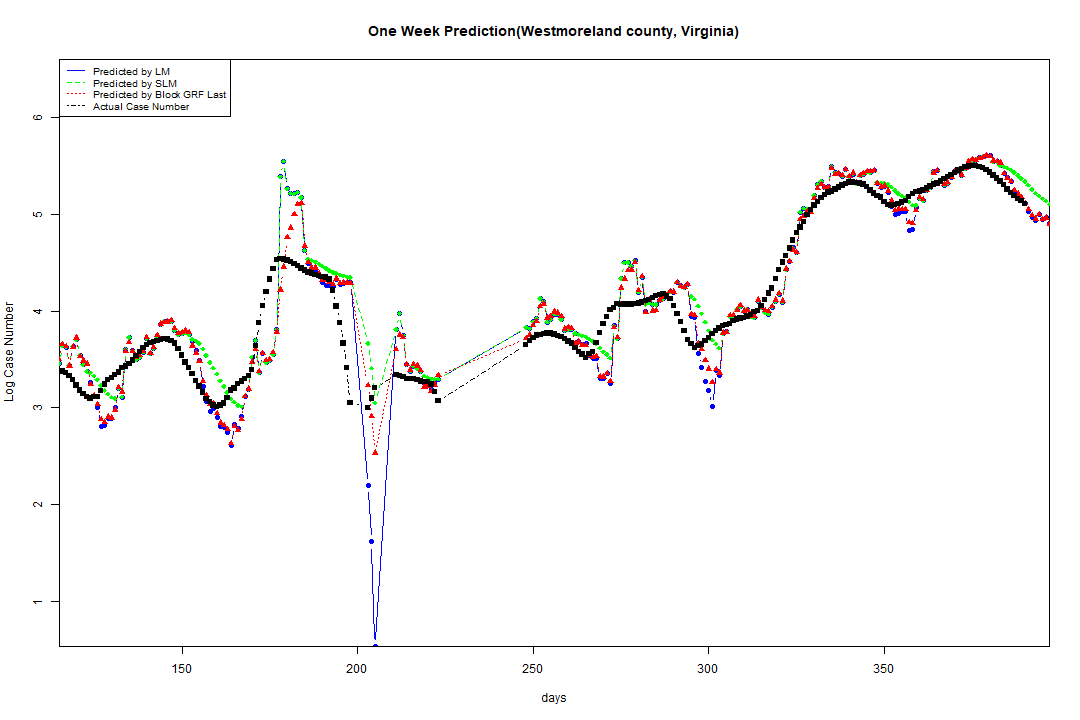 One Week Prediction(Westmoreland county, Virginia)
Predicted by LM
Predicted by SLM
Predicted by Block GRF Last
Actual Case Number
6
5
4
3
2
1
Log Case Number
150 200 250 300 350
days